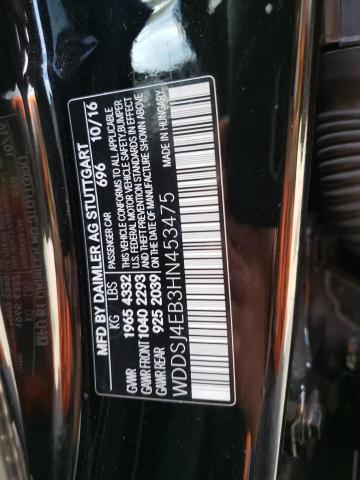 MFD BY DAIMLER AG STUTTGART
696 10/16
PASSENGER CAR
KG LBS
GVWR 1965 4332
GAWR FRONT 1040 2293
GAWR REAR 925 2039
THIS VEHICLE CONFORMS TO ALL APPLICABLE
U.S. FEDERAL MOTOR VEHICLE SAFETY, BUMPER
AND THEFT PREVENTION STANDARDS IN EFFECT
ON THE DATE OF MANUFACTURE SHOWN ABOVE
MADE IN HUNGARY
WDDSJ4EB3HN453475